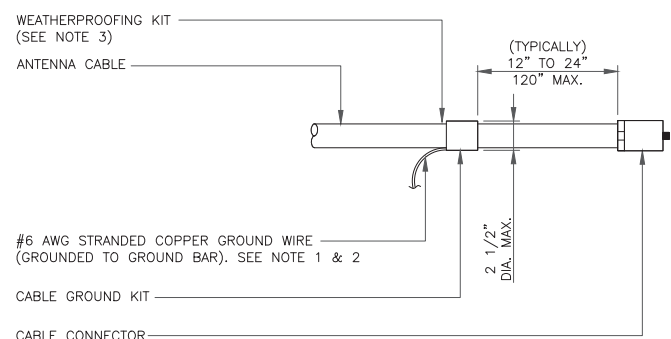 WEATHERPROOFING KIT
(SEE NOTE 3)
ANTENNA CABLE
(TYPICALLY)
12" TO 24"
120" MAX.
2 1/2"
DIA. MAX.
#6 AWG STRANDED COPPER GROUND WIRE
(GROUNDED TO GROUND BAR). SEE NOTE 1 & 2
CABLE GROUND KIT
CABLE CONNECTOR